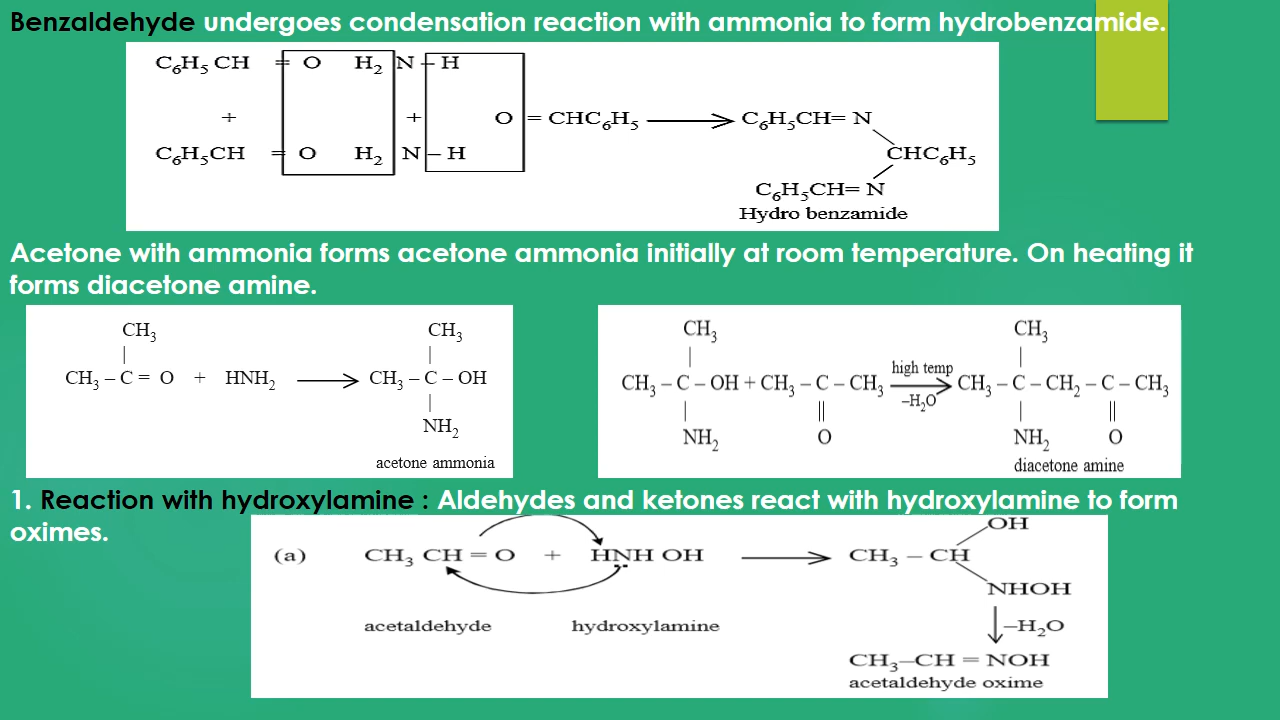 Benzaldehyde undergoes condensation reaction with ammonia to form hydrobenzamide.
C₆H₅ CH = O H₂ N – H
+ + O = CHC₆H₅ ⟶ C₆H₅CH= N
C₆H₅CH = O H₂ N – H CHC₆H₅
C₆H₅CH= N
Hydro benzamide
Acetone with ammonia forms acetone ammonia initially at room temperature. On heating it
forms diacetone amine.
CH₃ CH₃
| |
CH₃ – C = O + HNH₂ ⟶ CH₃ – C – OH
|
NH₂
acetone ammonia
CH₃ CH₃
| |
CH₃ – C – OH + CH₃ – C – CH₃ high temp ⟶ –H₂O CH₃ – C – CH₂ – C – CH₃
| || | ||
NH₂ O NH₂ O
diacetone amine
1. Reaction with hydroxylamine : Aldehydes and ketones react with hydroxylamine to form
oximes.
OH
(a) CH₃ CH = O + HNH OH ⟶ CH₃ – CH
NHOH
acetaldehyde hydroxylamine ↓ –H₂O
CH₃–CH = NOH
acetaldehyde oxime